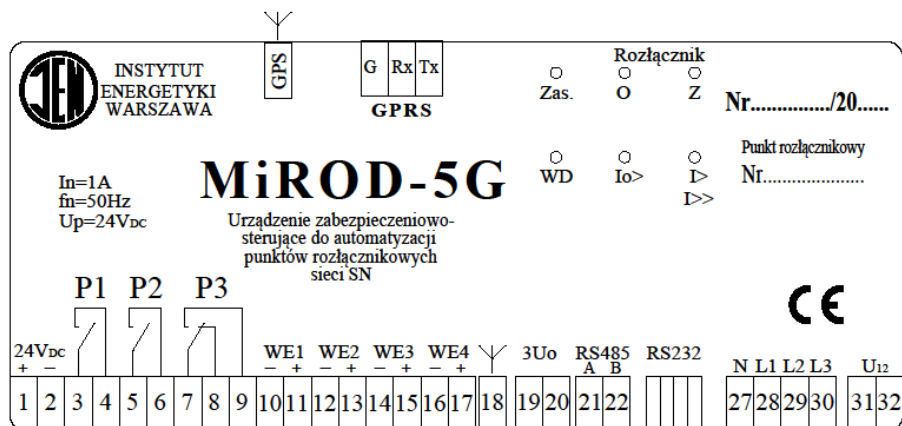 IEN
INSTYTUT
ENERGETYKI
WARSZAWA
GPS
G Rx Tx
GPRS
Rozłącznik
Zas. O Z
Nr.............../20......
WD Io> I>
I>>
Punkt rozłącznikowy
Nr.....................
In=1A
fn=50Hz
Up=24VDC
MiROD-5G
Urządzenie zabezpieczeniowo-
sterujące do automatyzacji
punktów rozłącznikowych
sieci SN
P1 P2 P3
CE
24VDC WE1 WE2 WE3 WE4 3Uo RS485 RS232 N L1 L2 L3 U12
+ − − + − + − + − + A B
1 2 3 4 5 6 7 8 9 10 11 12 13 14 15 16 17 18 19 20 21 22 27 28 29 30 31 32